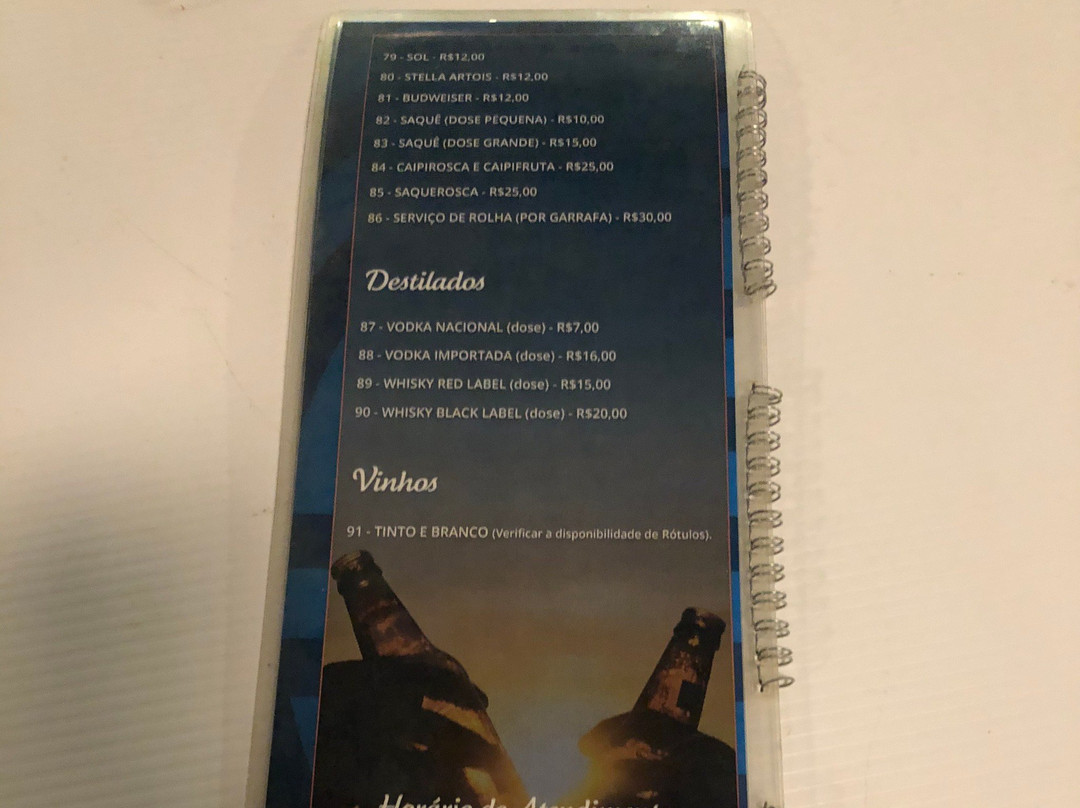 79 - SOL - R$12,00
80 - STELLA ARTOIS - R$12,00
81 - BUDWEISER - R$12,00
82 - SAQUÊ (DOSE PEQUENA) - R$10,00
83 - SAQUÊ (DOSE GRANDE) - R$15,00
84 - CAIPIROSCA E CAIPIFRUTA - R$25,00
85 - SAQUEROSCA - R$25,00
86 - SERVIÇO DE ROLHA (POR GARRAFA) - R$30,00
Destilados
87 - VODKA NACIONAL (dose) - R$7,00
88 - VODKA IMPORTADA (dose) - R$16,00
89 - WHISKY RED LABEL (dose) - R$15,00
90 - WHISKY BLACK LABEL (dose) - R$20,00
Vinhos
91 - TINTO E BRANCO (Verificar a disponibilidade de Rótulos).
Horário de